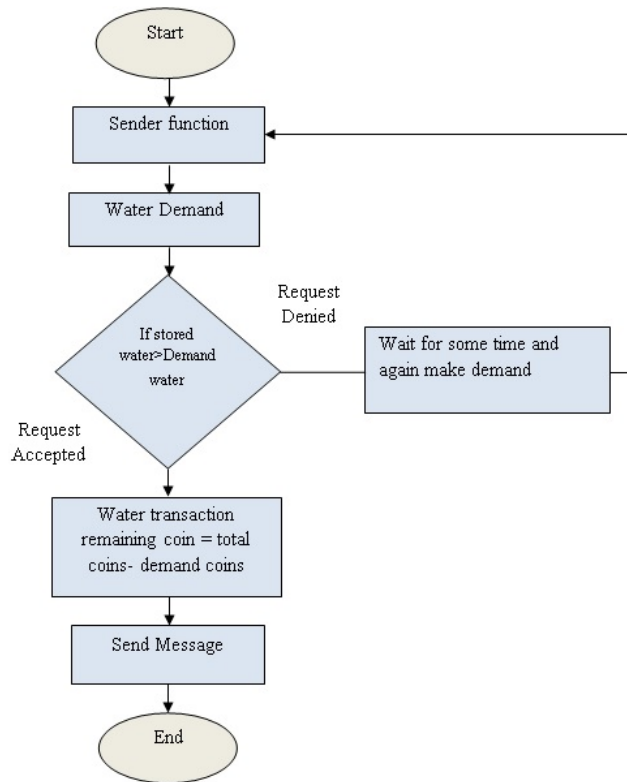 Start
Sender function
Water Demand
If stored
water>Demand
water
Request
Denied
Wait for some time and
again make demand
Request
Accepted
Water transaction
remaining coin = total
coins- demand coins
Send Message
End